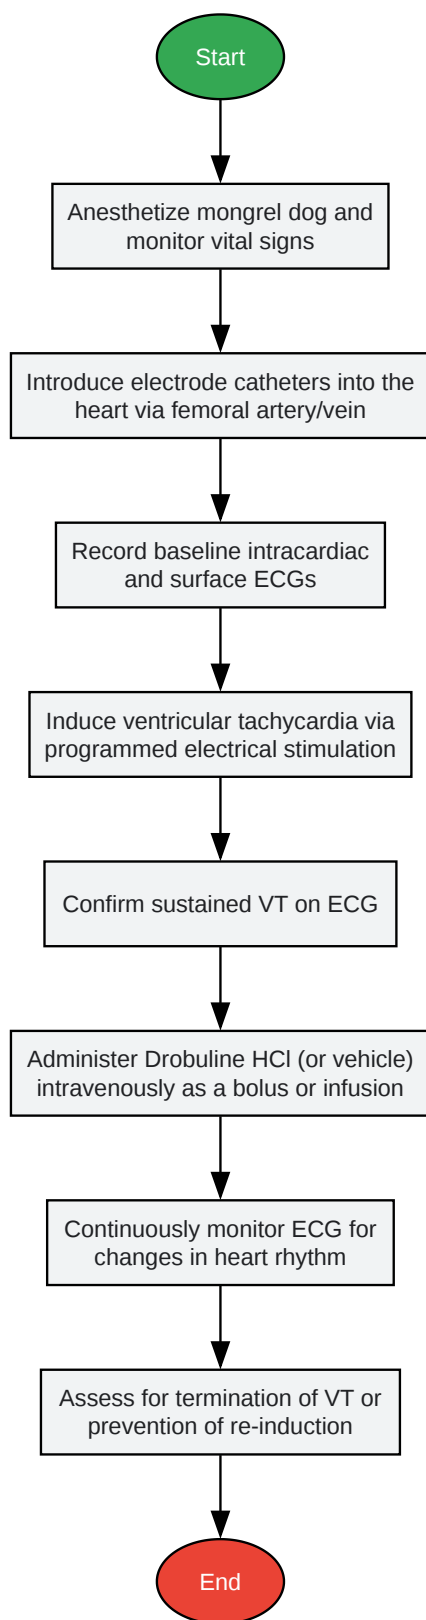 Start
Anesthetize mongrel dog and
monitor vital signs
Introduce electrode catheters into the
heart via femoral artery/vein
Record baseline intracardiac
and surface ECGs
Induce ventricular tachycardia via
programmed electrical stimulation
Confirm sustained VT on ECG
Administer Drobuline HCl (or vehicle)
intravenously as a bolus or infusion
Continuously monitor ECG for
changes in heart rhythm
Assess for termination of VT or
prevention of re-induction
End